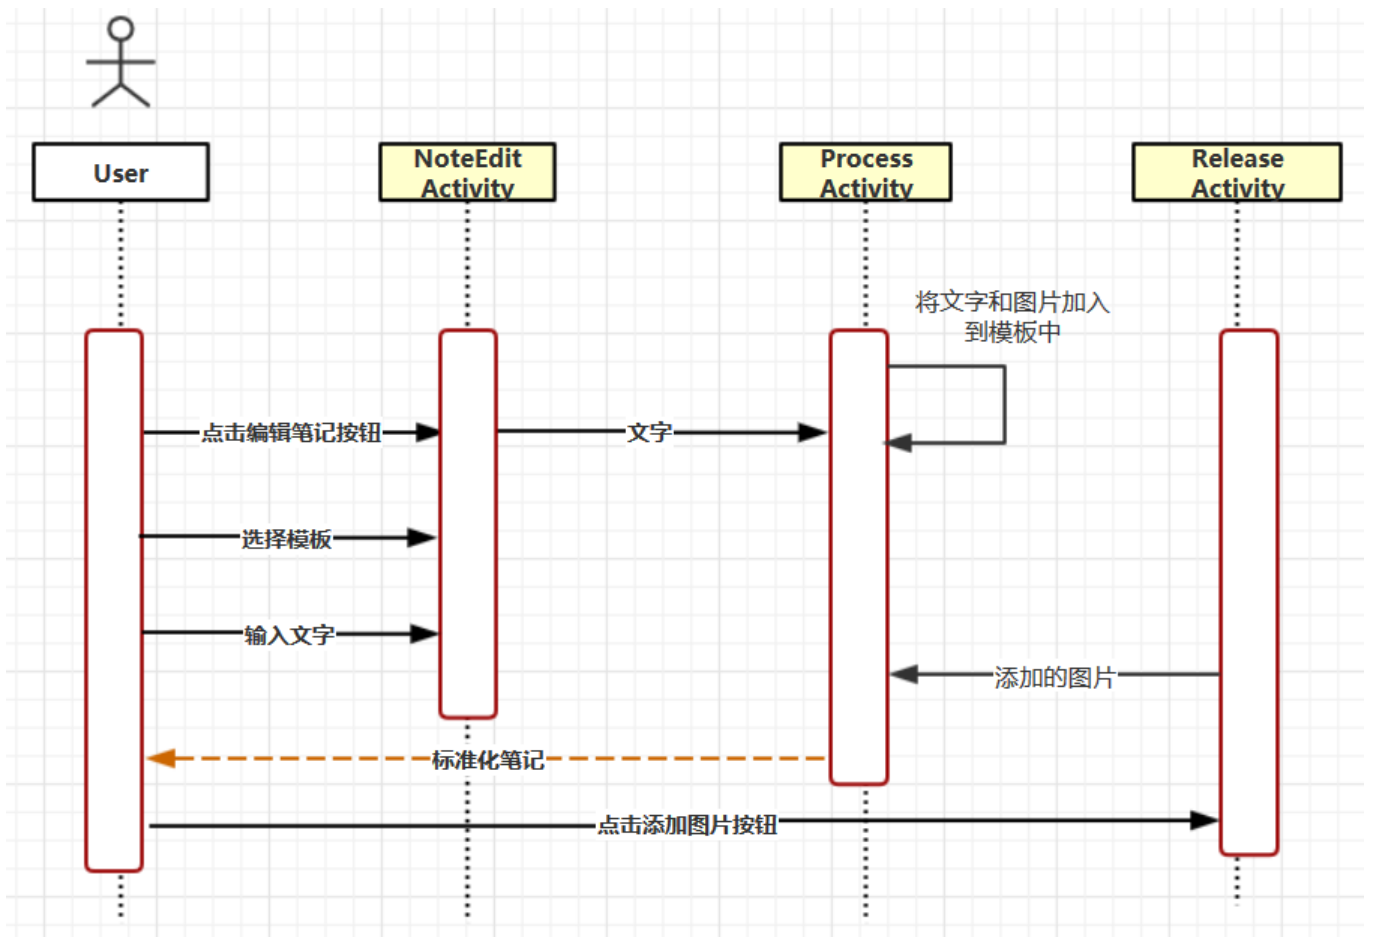 User
NoteEdit
Activity
Process
Activity
Release
Activity
将文字和图片加入
到模板中
点击编辑笔记按钮
文字
选择模板
输入文字
添加的图片
标准化笔记
点击添加图片按钮